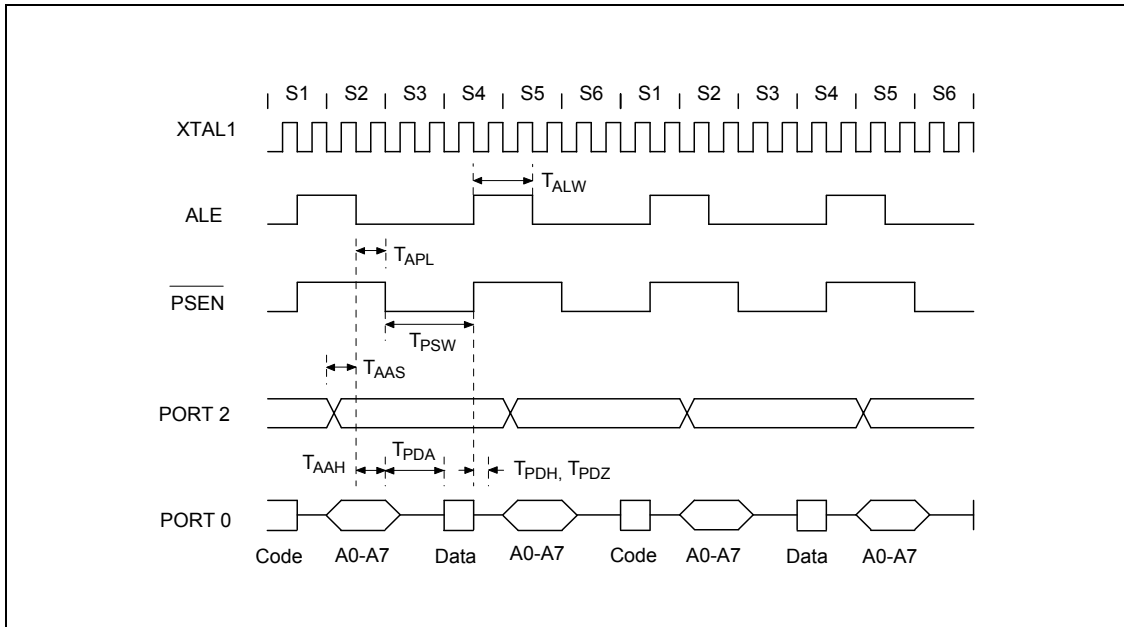 S1 S2 S3 S4 S5 S6 S1 S2 S3 S4 S5 S6
XTAL1
TALW
ALE
TAPL
PSEN
TPSW
TAAS
PORT 2
TAAH TPDA TPDH, TPDZ
PORT 0
Code A0-A7 Data A0-A7 Code A0-A7 Data A0-A7